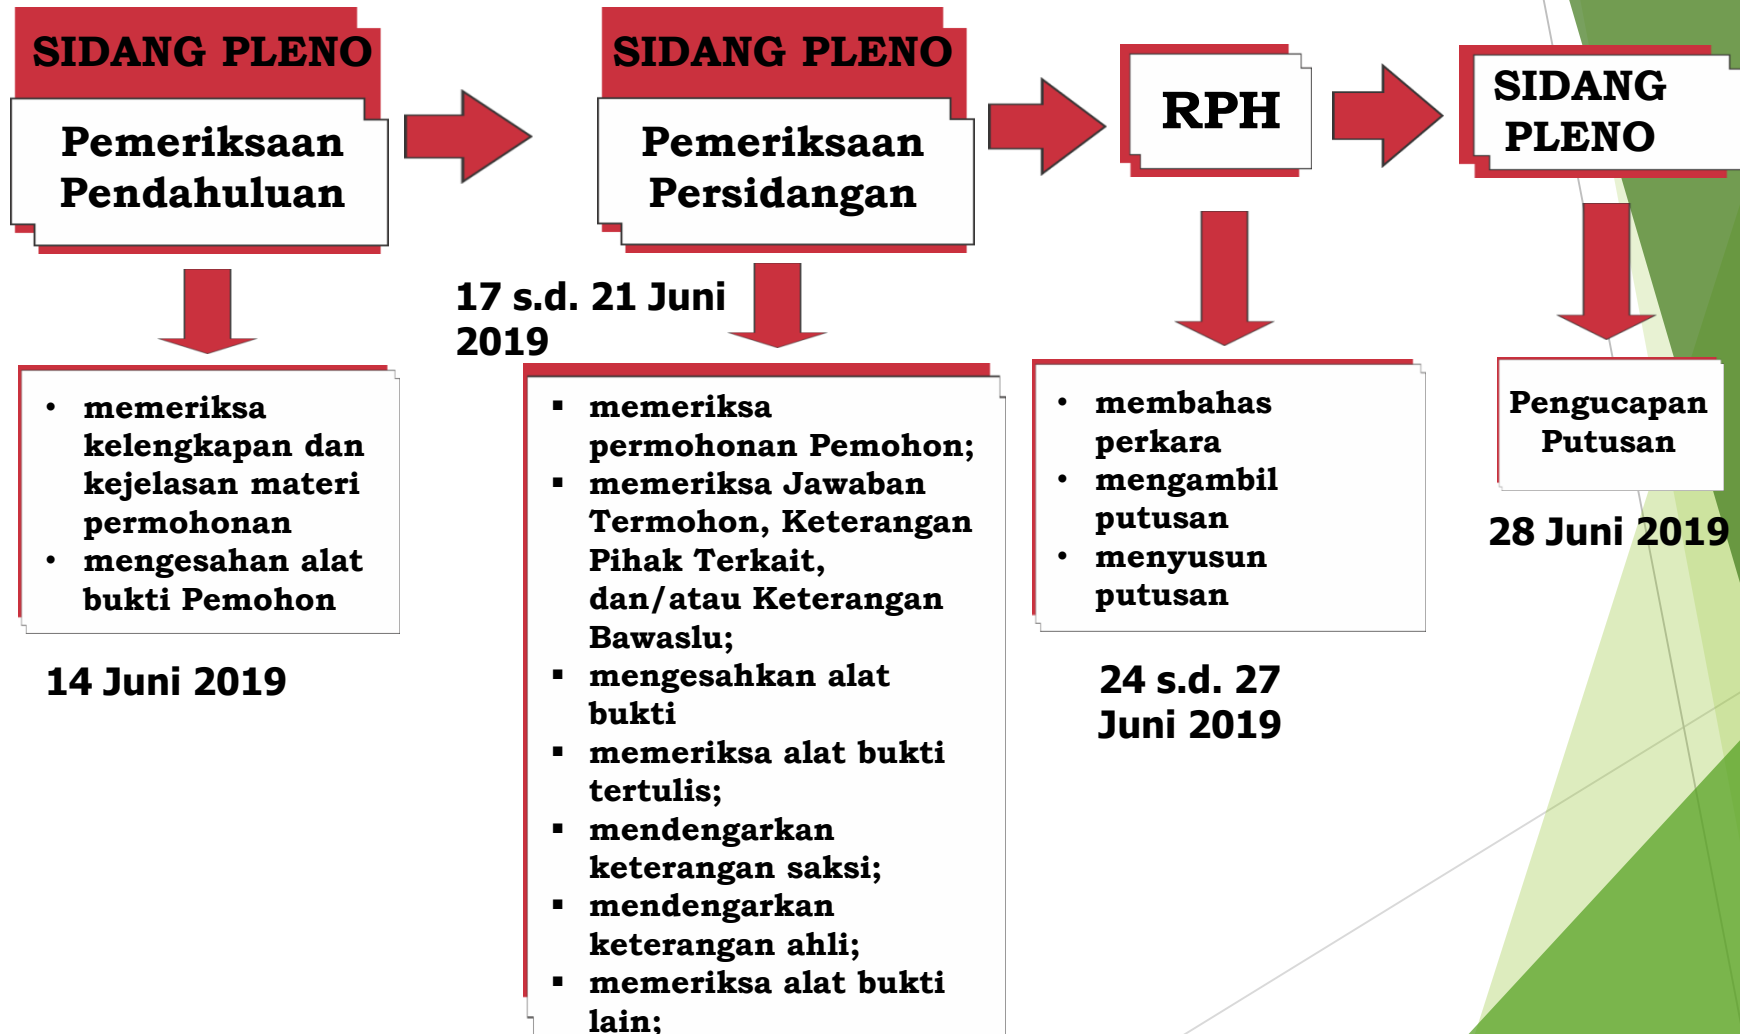 SIDANG PLENO
Pemeriksaan
Pendahuluan
• memeriksa
kelengkapan dan
kejelasan materi
permohonan
• mengesahan alat
bukti Pemohon
14 Juni 2019
SIDANG PLENO
Pemeriksaan
Persidangan
17 s.d. 21 Juni
2019
▪ memeriksa
permohonan Pemohon;
▪ memeriksa Jawaban
Termohon, Keterangan
Pihak Terkait,
dan/atau Keterangan
Bawaslu;
▪ mengesahkan alat
bukti
▪ memeriksa alat bukti
tertulis;
▪ mendengarkan
keterangan saksi;
▪ mendengarkan
keterangan ahli;
▪ memeriksa alat bukti
lain;
RPH
• membahas
perkara
• mengambil
putusan
• menyusun
putusan
24 s.d. 27
Juni 2019
SIDANG
PLENO
Pengucapan
Putusan
28 Juni 2019